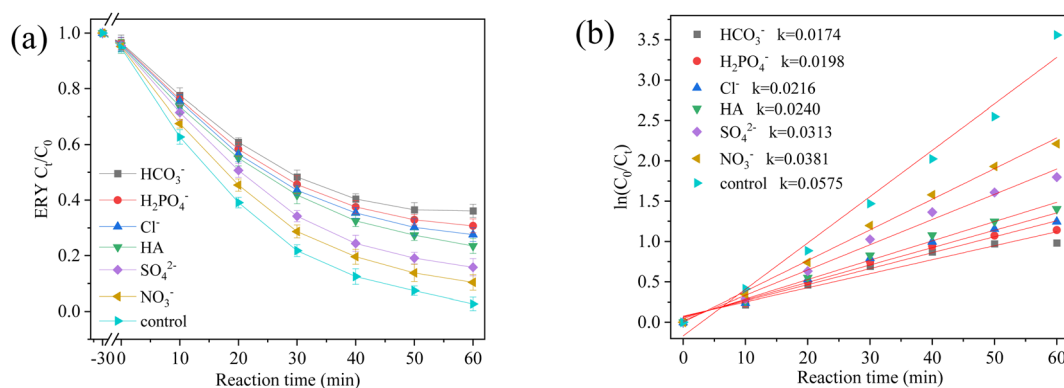 (a)
ERY Cₜ/C₀
1.0
0.8
0.6
0.4
0.2
0.0
HCO₃⁻
H₂PO₄⁻
Cl⁻
HA
SO₄²⁻
NO₃⁻
control
-30 0 10 20 30 40 50 60
Reaction time (min)
(b)
ln(C₀/Cₜ)
3.5
3.0
2.5
2.0
1.5
1.0
0.5
0.0
HCO₃⁻ k=0.0174
H₂PO₄⁻ k=0.0198
Cl⁻ k=0.0216
HA k=0.0240
SO₄²⁻ k=0.0313
NO₃⁻ k=0.0381
control k=0.0575
0 10 20 30 40 50 60
Reaction time (min)